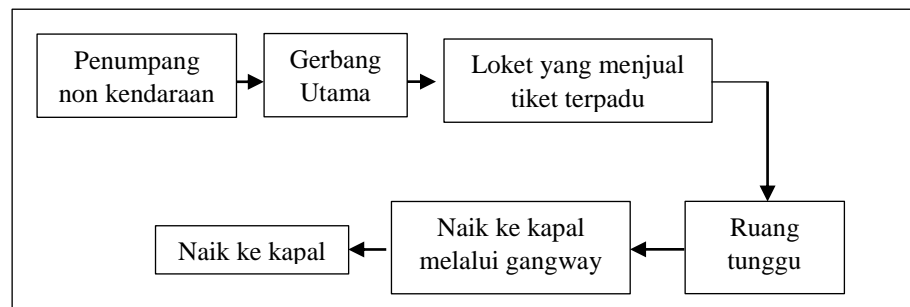 Penumpang
non kendaraan
Gerbang
Utama
Loket yang menjual
tiket terpadu
Ruang
tunggu
Naik ke kapal
melalui gangway
Naik ke kapal